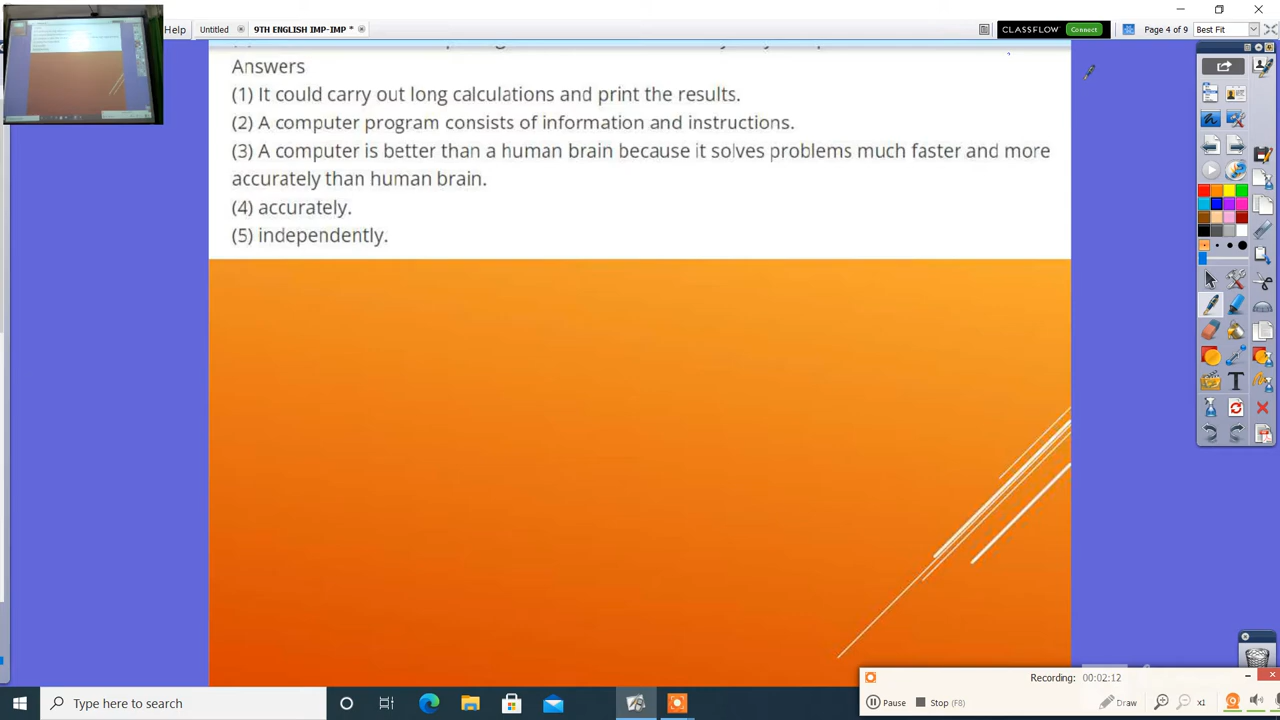 Help
Untitled
9TH ENGLISH IMP-IMP *
CLASSFLOW
Connect
Page 4 of 9
Best Fit
Answers
(1) It could carry out long calculations and print the results.
(2) A computer program consists of information and instructions.
(3) A computer is better than a human brain because it solves problems much faster and more
accurately than human brain.
(4) accurately.
(5) independently.
T
Recording: 00:02:12
Pause
Stop (F8)
Draw
x1
Type here to search